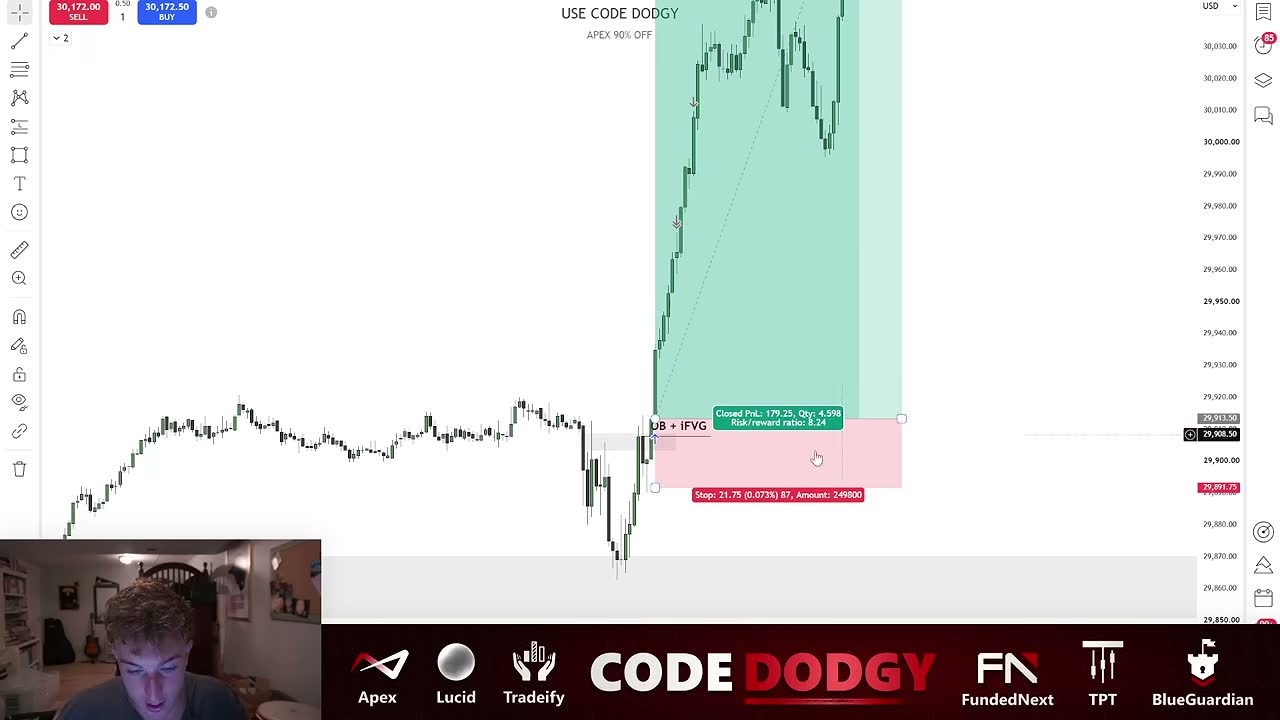 30,172.00
SELL
0.50
1
30,172.50
BUY
2
USE CODE DODGY
APEX 90% OFF
USD
85
30,030.00
30,020.00
30,010.00
30,000.00
29,990.00
29,980.00
29,970.00
29,960.00
29,950.00
29,940.00
29,930.00
29,920.00
29,913.50
29,908.50
29,900.00
29,891.75
29,880.00
29,870.00
29,860.00
29,850.00
Closed PnL: 179.25, Qty: 4.598
Risk/reward ratio: 8.24
OB + iFVG
Stop: 21.75 (0.073%) 87, Amount: 249800
Apex
Lucid
Tradeify
CODE DODGY
FN
FundedNext
TPT
BlueGuardian